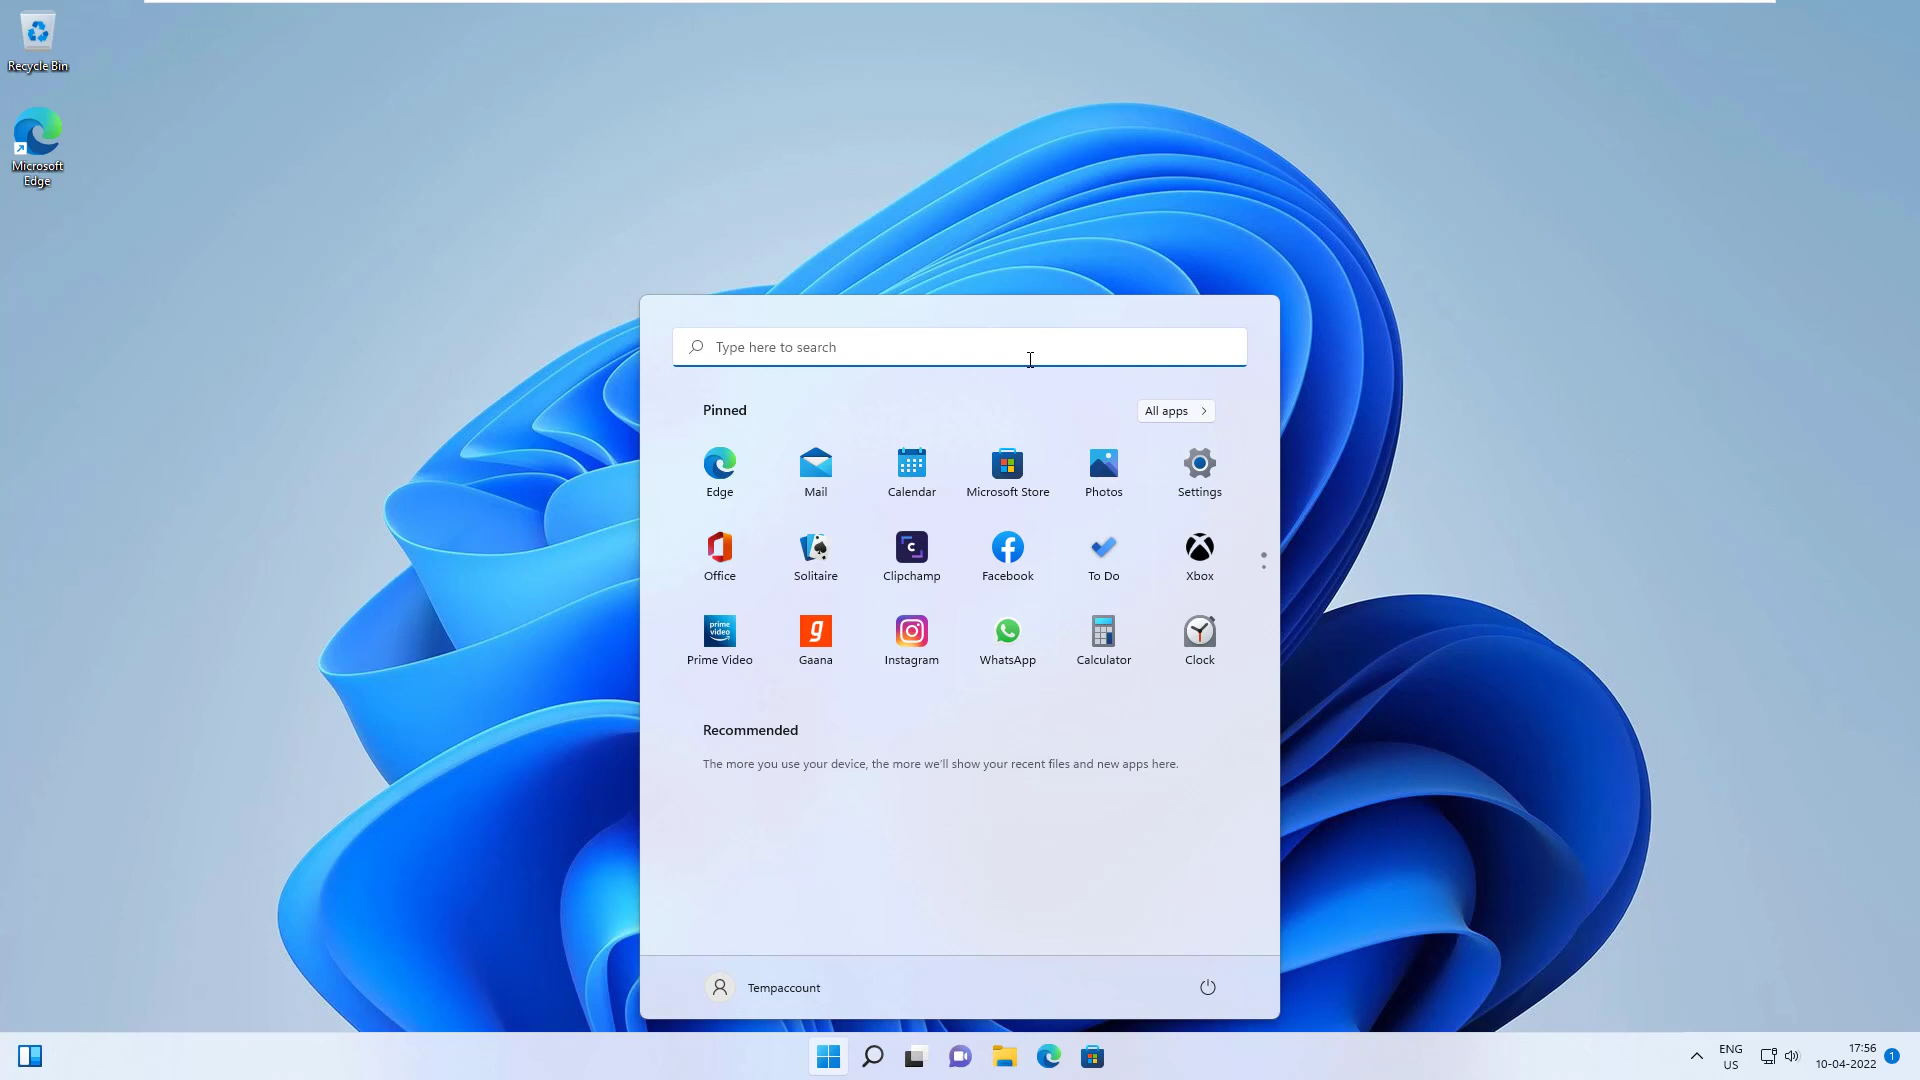 Recycle Bin
Microsoft
Edge
Type here to search
Pinned
All apps
Edge
Mail
Calendar
Microsoft Store
Photos
Settings
Office
Solitaire
Clipchamp
Facebook
To Do
Xbox
prime
video
Prime Video
Gaana
Instagram
WhatsApp
Calculator
Clock
Recommended
The more you use your device, the more we'll show your recent files and new apps here.
Tempaccount
ENG
US
17:56
10-04-2022
1